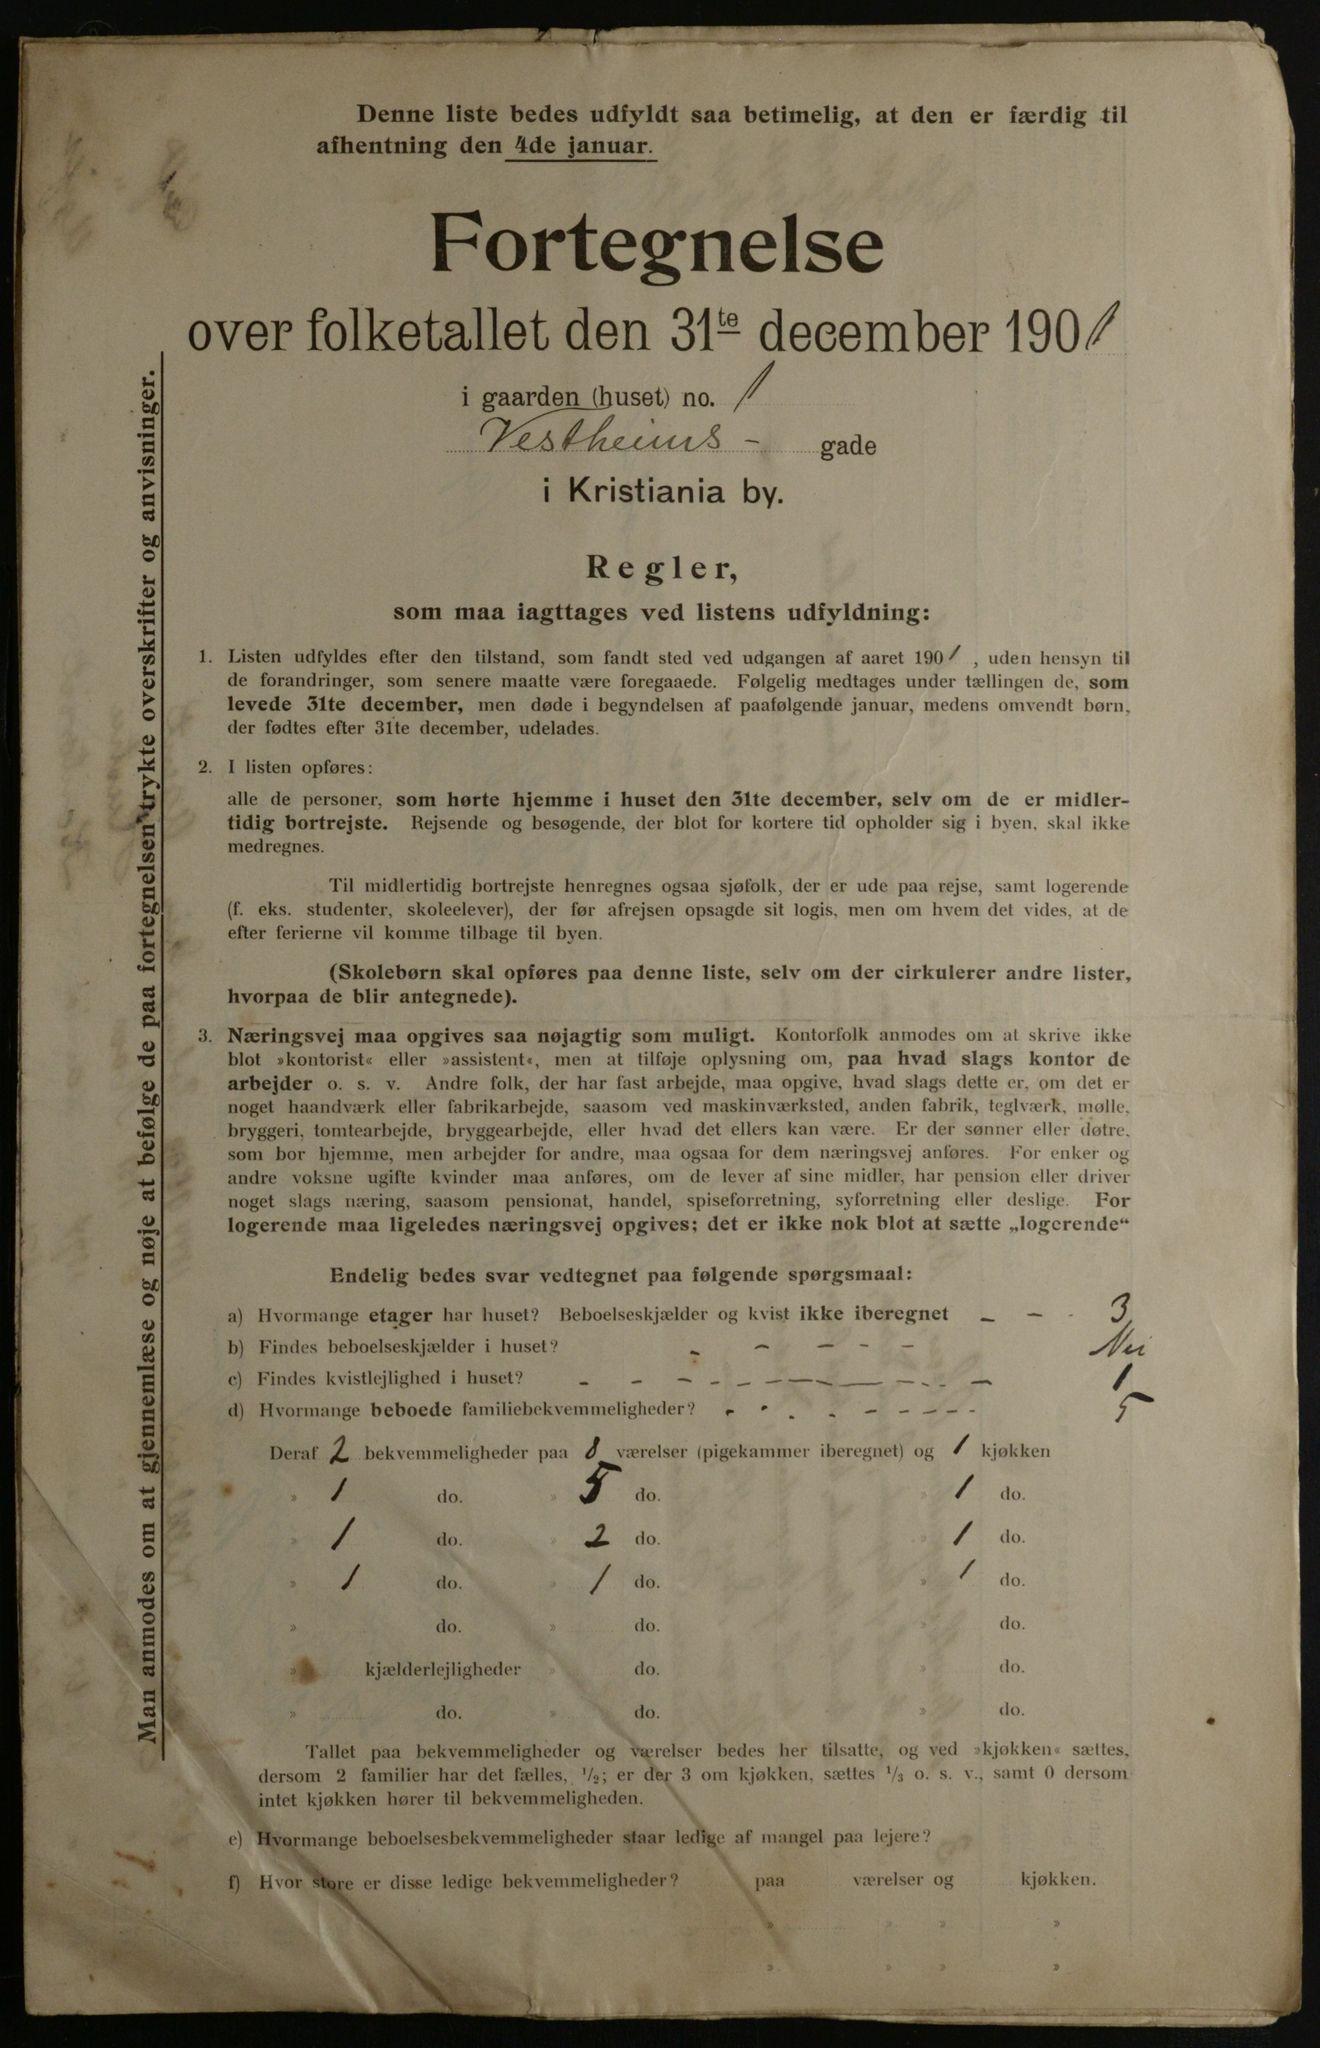 Denne liste bedes udfyldt saa betimelig, at den er færdig til
afhentning den 4de januar.
Fortegnelse
over folketallet den 31te december 1901
i gaarden (huset) no. 1
Vestheims- gade
i Kristiania by.
Regler,
som maa iagttages ved listens udfyldning:
1. Listen udfyldes efter den tilstand, som fandt sted ved udgangen af aaret 1901, uden hensyn til
de forandringer, som senere maatte være foregaaede. Følgelig medtages under tællingen de, som
levede 31te december, men døde i begyndelsen af paafølgende januar, medens omvendt børn,
der fødtes efter 31te december, udelades.
2. I listen opføres:
alle de personer, som hørte hjemme i huset den 31te december, selv om de er midler-
tidig bortrejste. Rejsende og besøgende, der blot for kortere tid opholder sig i byen, skal ikke
medregnes.
Til midlertidig bortrejste henregnes ogsaa sjøfolk, der er ude paa rejse, samt logerende
(f. eks. studenter, skoleelever), der før afrejsen opsagde sit logis, men om hvem det vides, at de
efter ferierne vil komme tilbage til byen.
(Skolebørn skal opføres paa denne liste, selv om der cirkulerer andre lister,
hvorpaa de blir antegnede).
3. Næringsvej maa opgives saa nøjagtig som muligt. Kontorfolk anmodes om at skrive ikke
blot »kontorist« eller »assistent«, men at tilføje oplysning om, paa hvad slags kontor de
arbejder o. s. v. Andre folk, der har fast arbejde, maa opgive, hvad slags dette er, om det er
noget haandværk eller fabrikarbejde, saasom ved maskinværksted, anden fabrik, teglværk, mølle,
bryggeri, tomtearbejde, bryggearbejde, eller hvad det ellers kan være. Er der sønner eller døtre,
som bor hjemme, men arbejder for andre, maa ogsaa for dem næringsvej anføres. For enker og
andre voksne ugifte kvinder maa anføres, om de lever af sine midler, har pension eller driver
noget slags næring, saasom pensionat, handel, spiseforretning, syforretning eller deslige. For
logerende maa ligeledes næringsvej opgives; det er ikke nok blot at sætte „logerende“
Endelig bedes svar vedtegnet paa følgende spørgsmaal:
a) Hvormange etager har huset? Beboelseskjælder og kvist ikke iberegnet - - 3
b) Findes beboelseskjælder i huset? - - - - - Nei
c) Findes kvistlejlighed i huset? - - - - - - - - - 1
d) Hvormange beboede familiebekvemmeligheder? - - - - - - - - - 5
Deraf 2 bekvemmeligheder paa 8 værelser (pigekammer iberegnet) og 1 kjøkken
» 1 do. » 5 do. » 1 do.
» 1 do. » 2 do. » 1 do.
» 1 do. » 1 do. » 1 do.
» do. » do. » do.
» kjælderlejligheder » do. » do.
» do. » do. » do.
Tallet paa bekvemmeligheder og værelser bedes her tilsatte, og ved »kjøkken« sættes,
dersom 2 familier har det fælles, 1/2; er der 3 om kjøkken, sættes 1/3 o. s. v., samt 0 dersom
intet kjøkken hører til bekvemmeligheden.
e) Hvormange beboelsesbekvemmeligheder staar ledige af mangel paa lejere?
f) Hvor store er disse ledige bekvemmeligheder? paa værelser og kjøkken.
» » »
» » »
Man anmodes om at gjennemlæse og nøje at befølge de paa fortegnelsen trykte overskrifter og anvisninger.